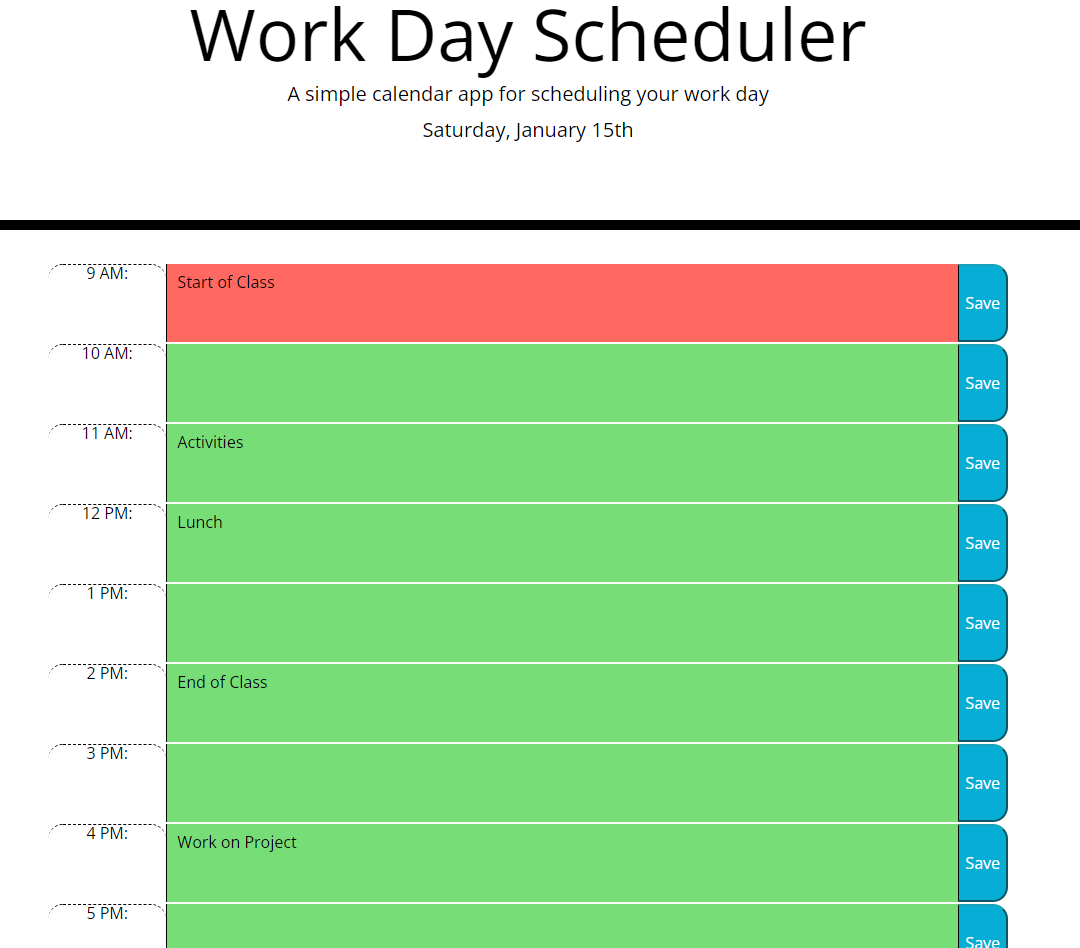 Work Day Scheduler
A simple calendar app for scheduling your work day
Saturday, January 15th
9 AM: Start of Class Save
10 AM: Save
11 AM: Activities Save
12 PM: Lunch Save
1 PM: Save
2 PM: End of Class Save
3 PM: Save
4 PM: Work on Project Save
5 PM: Save